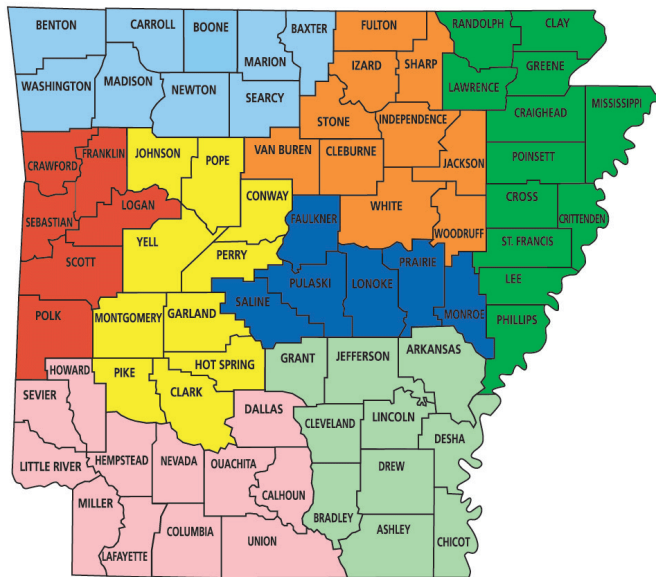 BENTON
CARROLL
BOONE
BAXTER
FULTON
RANDOLPH
CLAY
MARION
IZARD
SHARP
GREENE
WASHINGTON
MADISON
NEWTON
SEARCY
LAWRENCE
MISSISSIPPI
STONE
INDEPENDENCE
CRAIGHEAD
CRAWFORD
FRANKLIN
JOHNSON
POPE
VAN BUREN
CLEBURNE
JACKSON
POINSETT
CONWAY
LOGAN
SEBASTIAN
FAULKNER
WHITE
CROSS
CRITTENDEN
YELL
WOODRUFF
ST. FRANCIS
SCOTT
PERRY
PRAIRIE
PULASKI
LONOKE
LEE
SALINE
MONROE
POLK
MONTGOMERY
GARLAND
PHILLIPS
HOT SPRING
GRANT
JEFFERSON
ARKANSAS
HOWARD
PIKE
CLARK
SEVIER
DALLAS
CLEVELAND
LINCOLN
DESHA
LITTLE RIVER
HEMPSTEAD
NEVADA
OUACHITA
DREW
CALHOUN
MILLER
BRADLEY
COLUMBIA
UNION
ASHLEY
CHICOT
LAFAYETTE